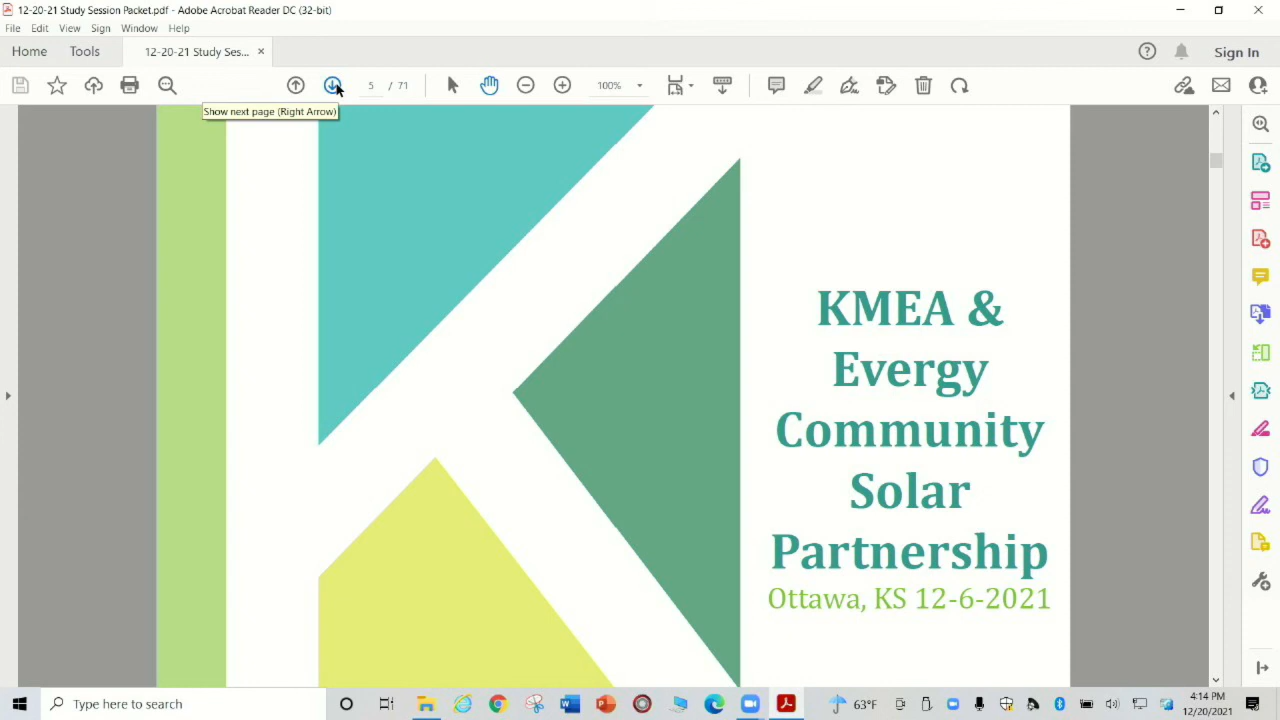 12-20-21 Study Session Packet.pdf - Adobe Acrobat Reader DC (32-bit)
File Edit View Sign Window Help
Home Tools 12-20-21 Study Ses... × Sign In
5 / 71 100%
Show next page (Right Arrow)
KMEA &
Evergy
Community
Solar
Partnership
Ottawa, KS 12-6-2021
Type here to search
63°F
4:14 PM
12/20/2021